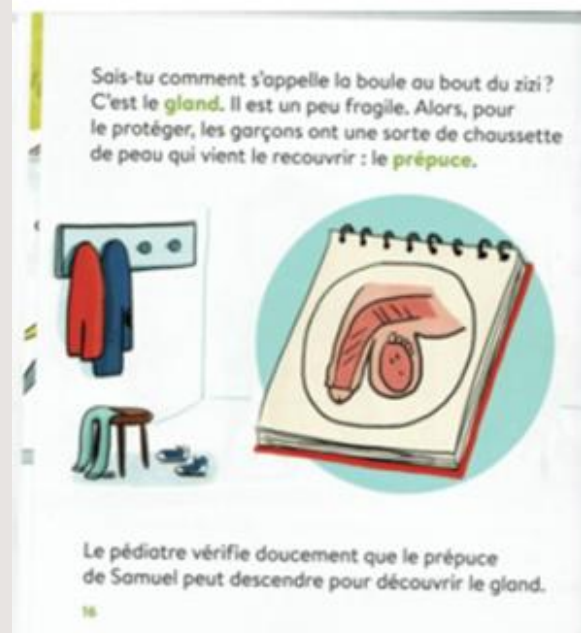 Sais-tu comment s'appelle la boule au bout du zizi ?
C'est le gland. Il est un peu fragile. Alors, pour
le protéger, les garçons ont une sorte de chaussette
de peau qui vient le recouvrir : le prépuce.
Le pédiatre vérifie doucement que le prépuce
de Samuel peut descendre pour découvrir le gland.
16